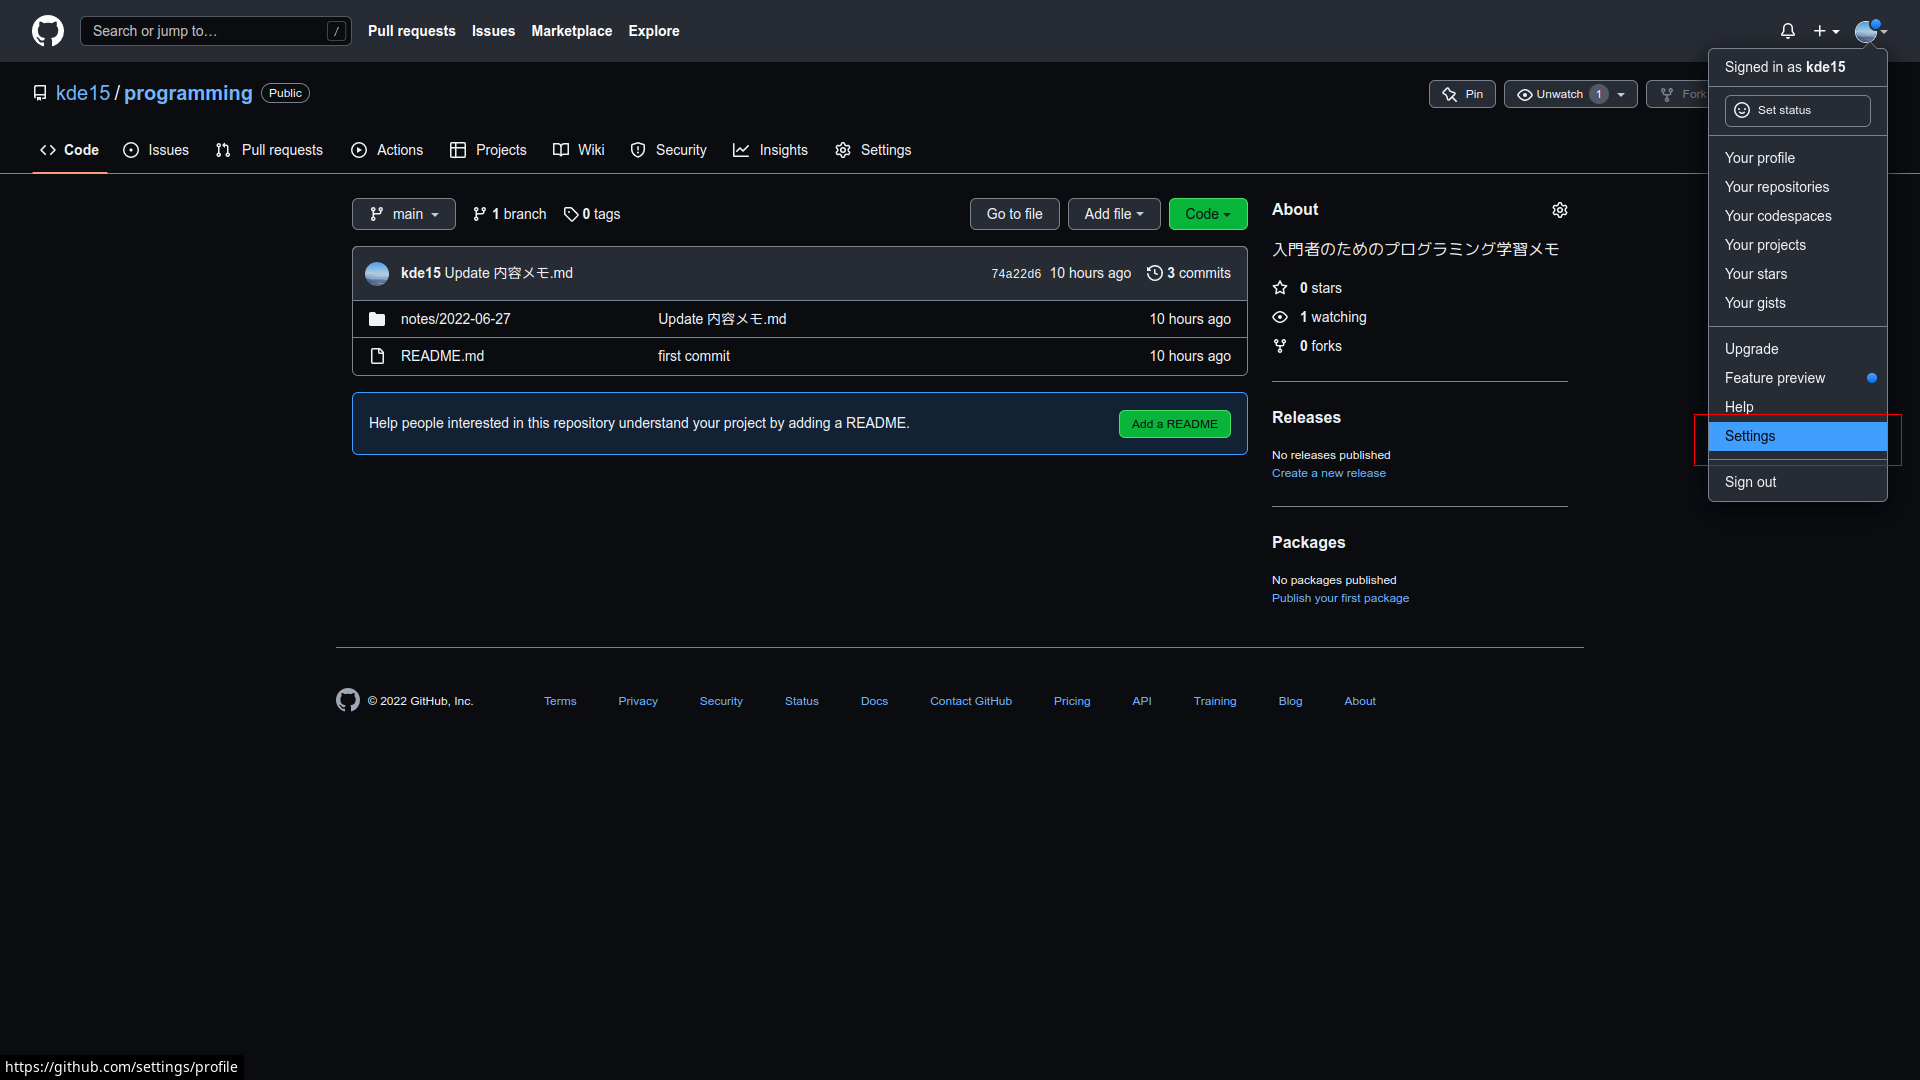 Search or jump to…
/
Pull requests Issues Marketplace Explore
Signed in as kde15
Set status
Your profile
Your repositories
Your codespaces
Your projects
Your stars
Your gists
Upgrade
Feature preview
Help
Settings
Sign out
kde15 / programming Public
Pin
Unwatch 1
Fork
Code Issues Pull requests Actions Projects Wiki Security Insights Settings
main 1 branch 0 tags
Go to file Add file Code
kde15 Update 内容メモ.md 74a22d6 10 hours ago 3 commits
notes/2022-06-27 Update 内容メモ.md 10 hours ago
README.md first commit 10 hours ago
Help people interested in this repository understand your project by adding a README. Add a README
About
入門者のためのプログラミング学習メモ
0 stars
1 watching
0 forks
Releases
No releases published
Create a new release
Packages
No packages published
Publish your first package
© 2022 GitHub, Inc. Terms Privacy Security Status Docs Contact GitHub Pricing API Training Blog About
https://github.com/settings/profile